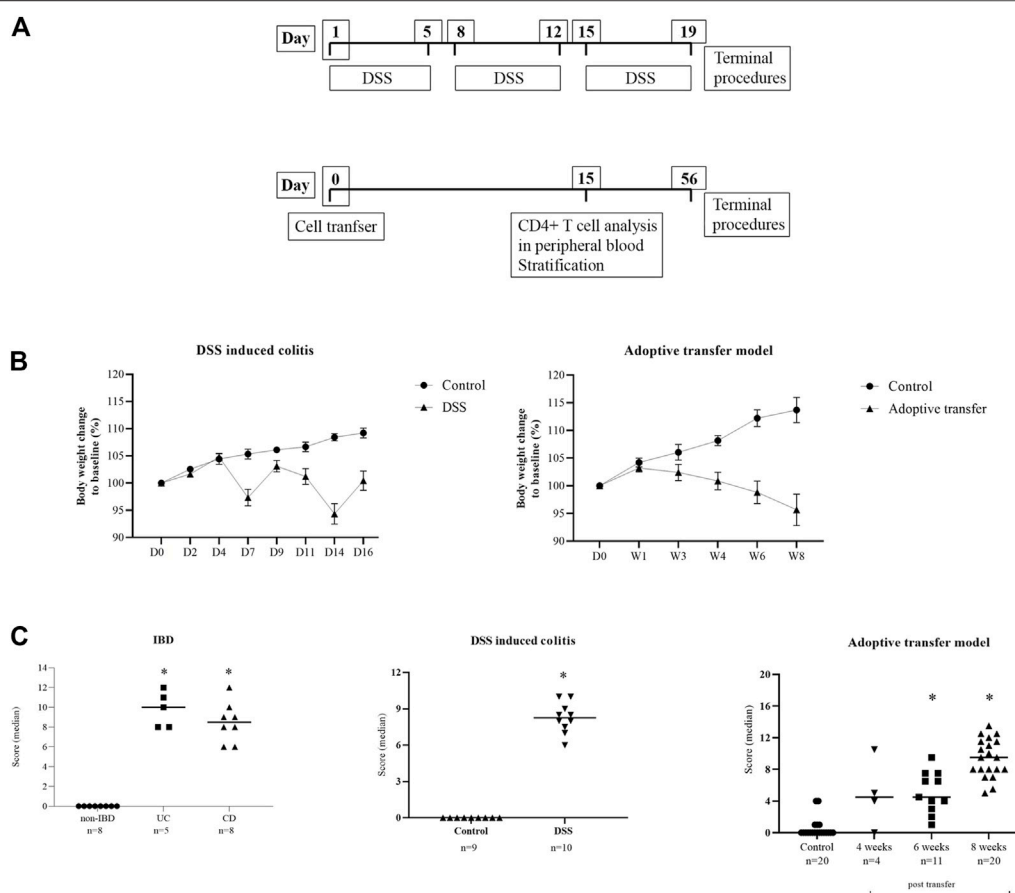 A
Day 1 5 8 12 15 19
DSS DSS DSS
Terminal
procedures
Day 0 15 56
Cell tranfser
CD4+ T cell analysis
in peripheral blood
Stratification
Terminal
procedures
B
DSS induced colitis
Body weight change
to baseline (%)
120
115
110
105
100
95
90
D0 D2 D4 D7 D9 D11 D14 D16
Control
DSS
Adoptive transfer model
Body weight change
to baseline (%)
120
115
110
105
100
95
90
D0 W1 W3 W4 W6 W8
Control
Adoptive transfer
C
IBD
Score (median)
14
12
10
8
6
4
2
0
* *
non-IBD UC CD
n=8 n=5 n=8
DSS induced colitis
Score (median)
12
9
6
3
0
*
Control DSS
n=9 n=10
Adoptive transfer model
Score (median)
20
16
12
8
4
0
* *
Control 4 weeks 6 weeks 8 weeks
n=20 n=4 n=11 n=20
post transfer